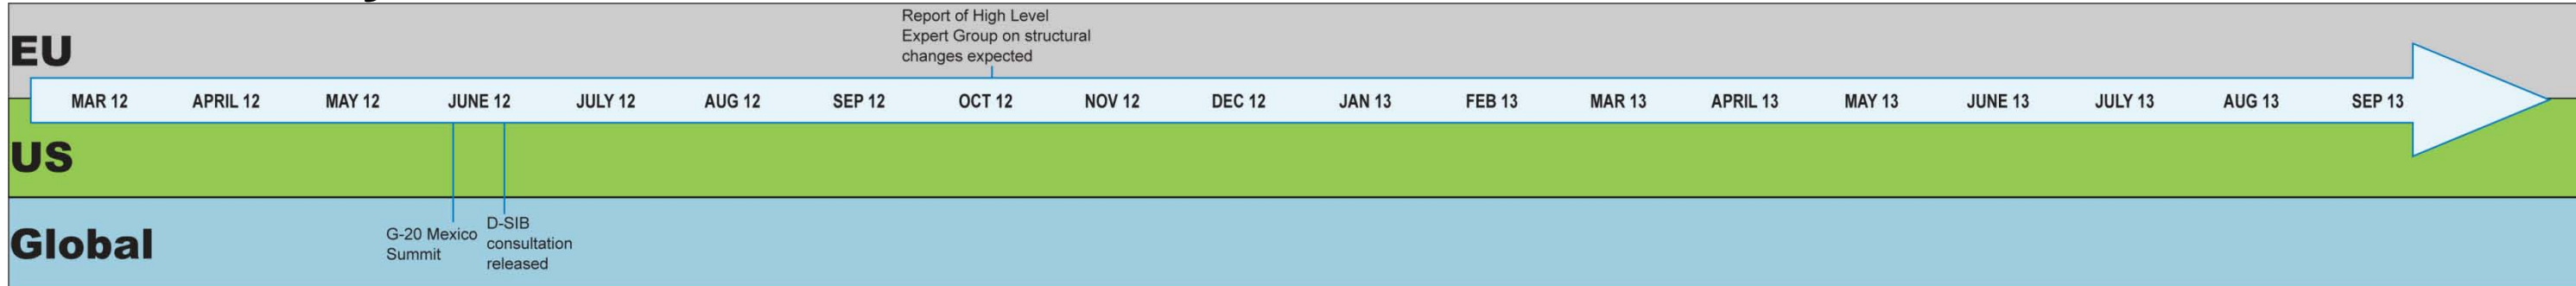 Report of High Level
Expert Group on structural
changes expected
EU
MAR 12 APRIL 12 MAY 12 JUNE 12 JULY 12 AUG 12 SEP 12 OCT 12 NOV 12 DEC 12 JAN 13 FEB 13 MAR 13 APRIL 13 MAY 13 JUNE 13 JULY 13 AUG 13 SEP 13
US
Global
G-20 Mexico
Summit
D-SIB
consultation
released